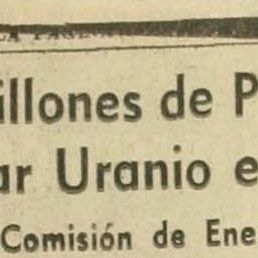 illones de P
ar Uranio e
Comisión de Ene